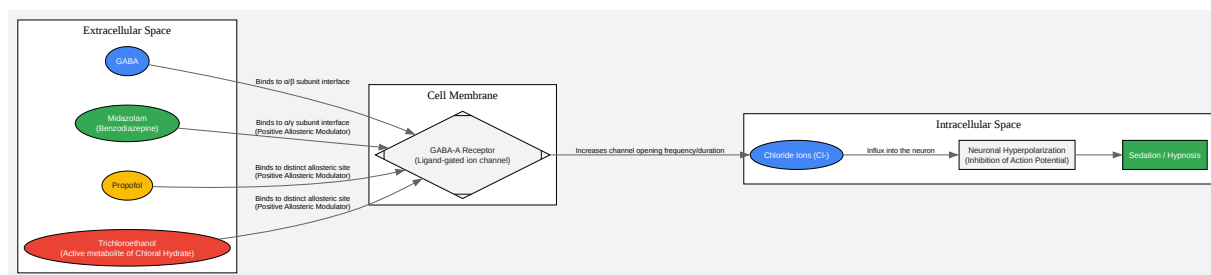 Extracellular Space
GABA
Midazolam
(Benzodiazepine)
Propofol
Trichloroethanol
(Active metabolite of Chloral Hydrate)
Binds to α/β subunit interface
Binds to α/γ subunit interface
(Positive Allosteric Modulator)
Binds to distinct allosteric site
(Positive Allosteric Modulator)
Binds to distinct allosteric site
(Positive Allosteric Modulator)
Cell Membrane
GABA-A Receptor
(Ligand-gated ion channel)
Increases channel opening frequency/duration
Intracellular Space
Chloride Ions (Cl-)
Influx into the neuron
Neuronal Hyperpolarization
(Inhibition of Action Potential)
Sedation / Hypnosis